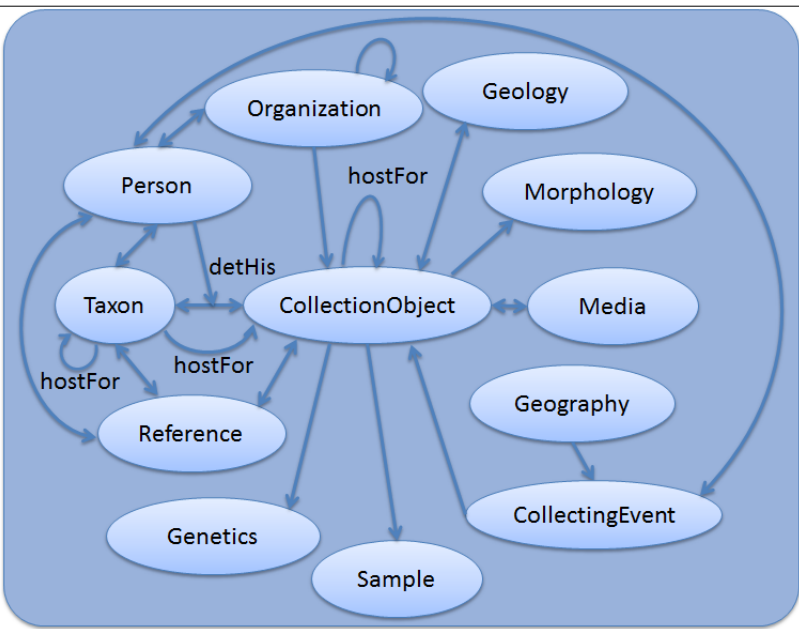 Organization
Geology
hostFor
Person
Morphology
detHis
Taxon
CollectionObject
Media
hostFor
hostFor
Geography
Reference
CollectingEvent
Genetics
Sample